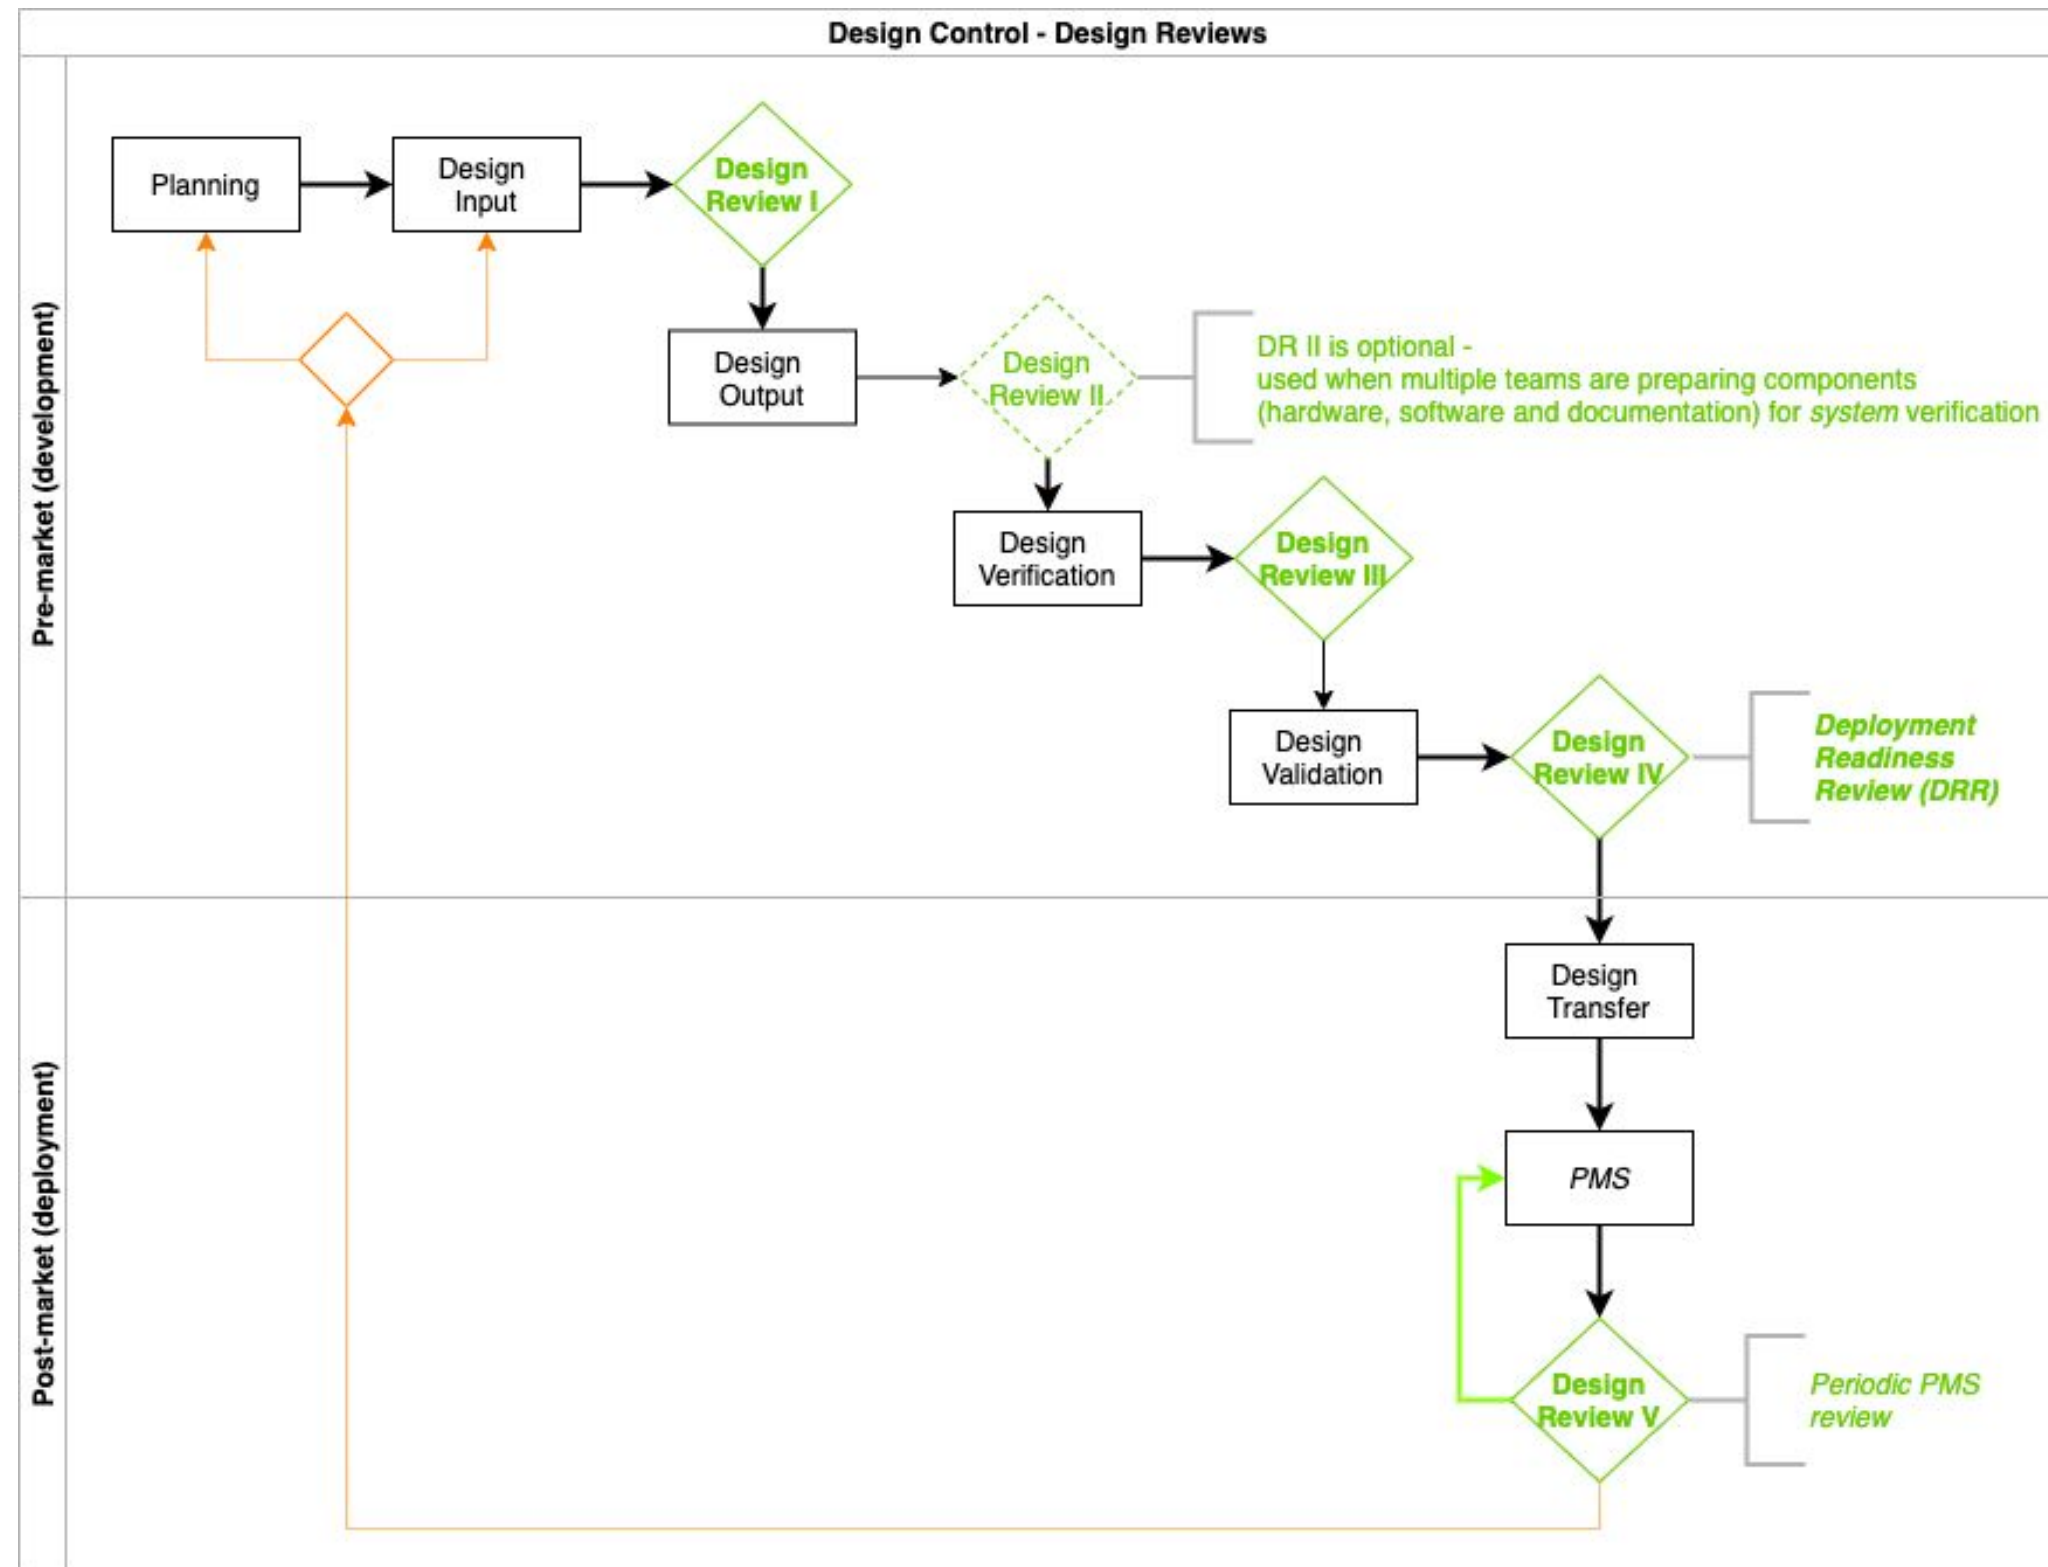 Design Control - Design Reviews
Pre-market (development)
Planning
Design
Input
Design
Review I
Design
Output
Design
Review II
DR II is optional -
used when multiple teams are preparing components
(hardware, software and documentation) for system verification
Design
Verification
Design
Review III
Design
Validation
Design
Review IV
Deployment
Readiness
Review (DRR)
Post-market (deployment)
Design
Transfer
PMS
Design
Review V
Periodic PMS
review